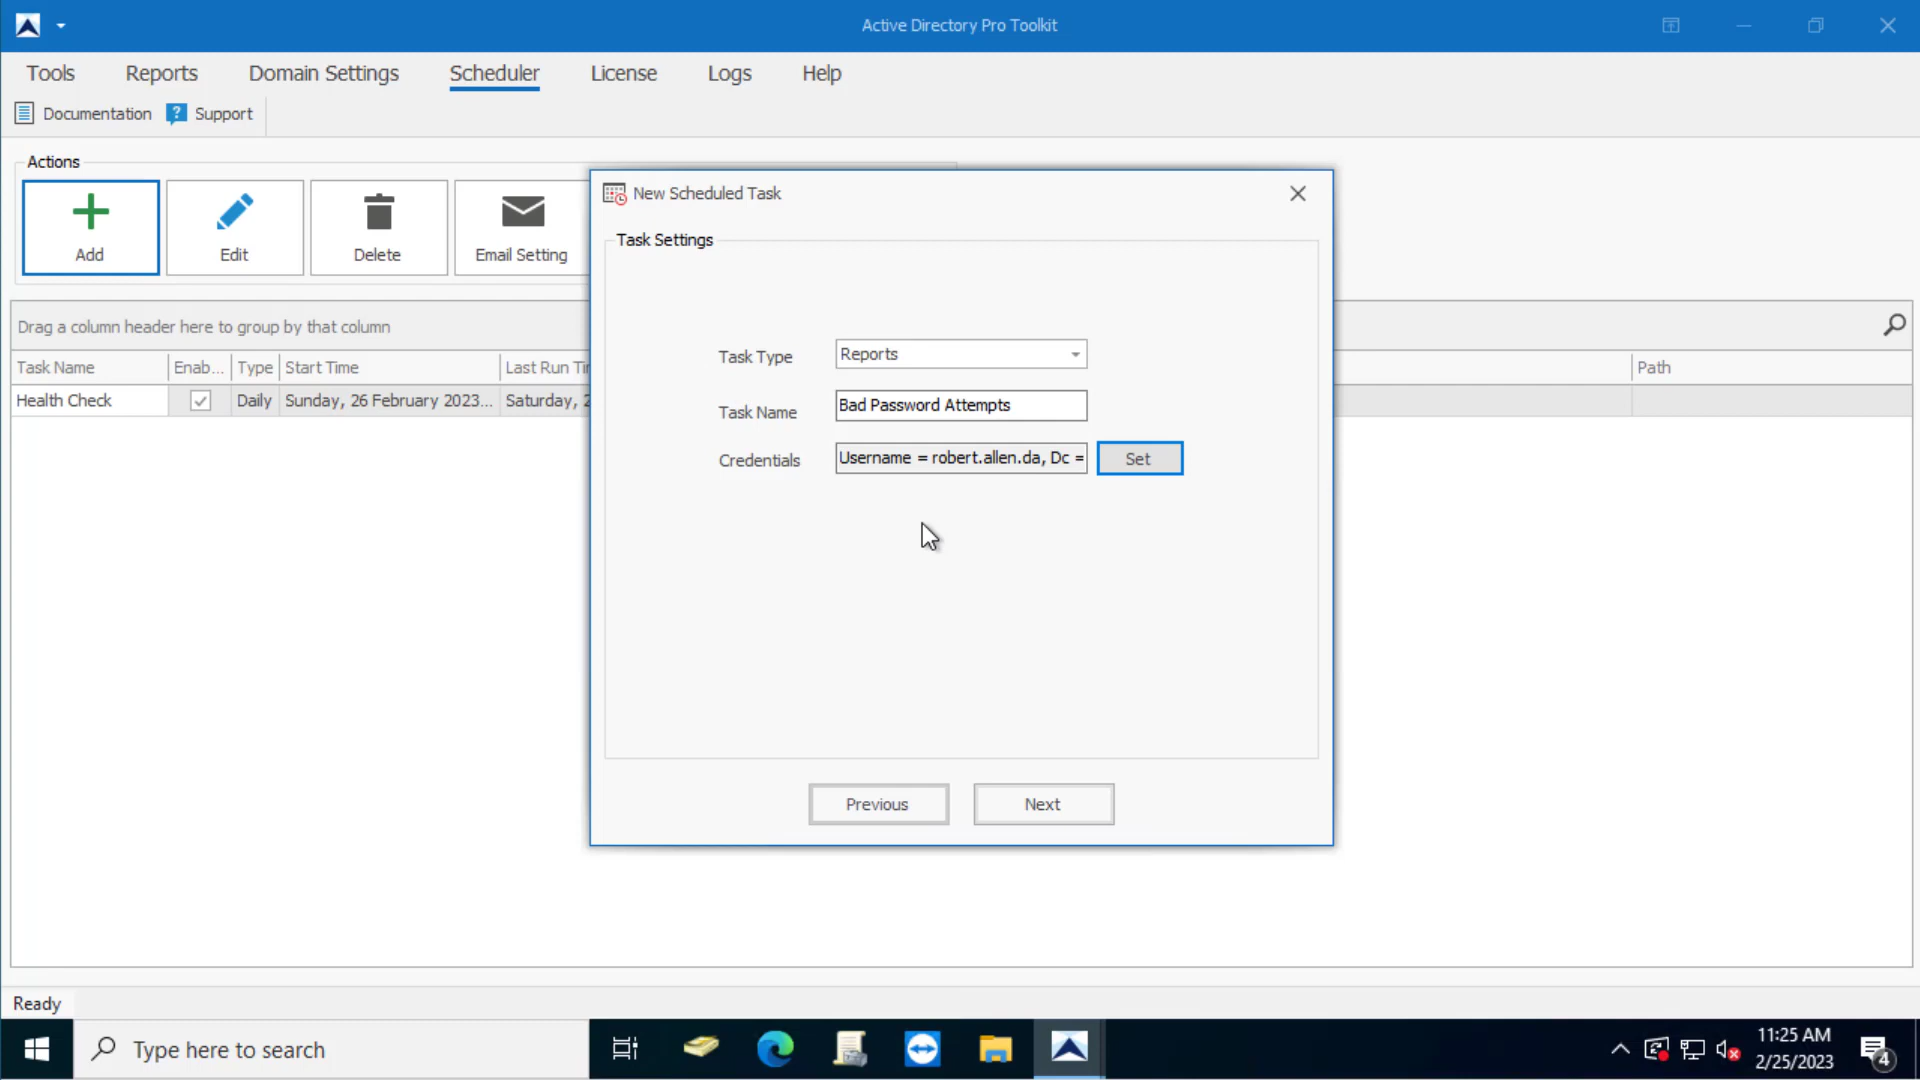 Active Directory Pro Toolkit
Tools Reports Domain Settings Scheduler License Logs Help
Documentation ? Support
Actions
Add Edit Delete Email Setting
New Scheduled Task
Task Settings
Task Type Reports
Task Name Bad Password Attempts
Credentials Username = robert.allen.da, Dc = Set
Previous Next
Drag a column header here to group by that column
Task Name Enab... Type Start Time Last Run Tir Path
Health Check Daily Sunday, 26 February 2023... Saturday, 2
Ready
Type here to search
11:25 AM
2/25/2023
4